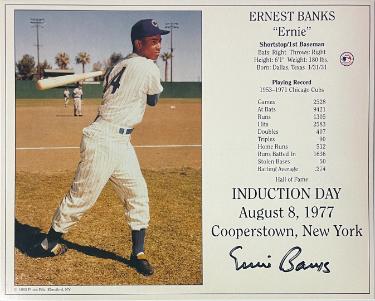 ERNEST BANKS
"Ernie"
Shortstop/1st Baseman
Bats: Right Throws: Right
Height: 6'1" Weight: 180 lbs.
Born: Dallas, Texas 1/31/31
Playing Record
1953-1971 Chicago Cubs
Games 2528
At Bats 9421
Runs 1305
Hits 2583
Doubles 407
Triples 90
Home Runs 512
Runs Batted In 1636
Stolen Bases 50
Batting Average .274
Hall of Fame
INDUCTION DAY
August 8, 1977
Cooperstown, New York
Ernie Banks
14